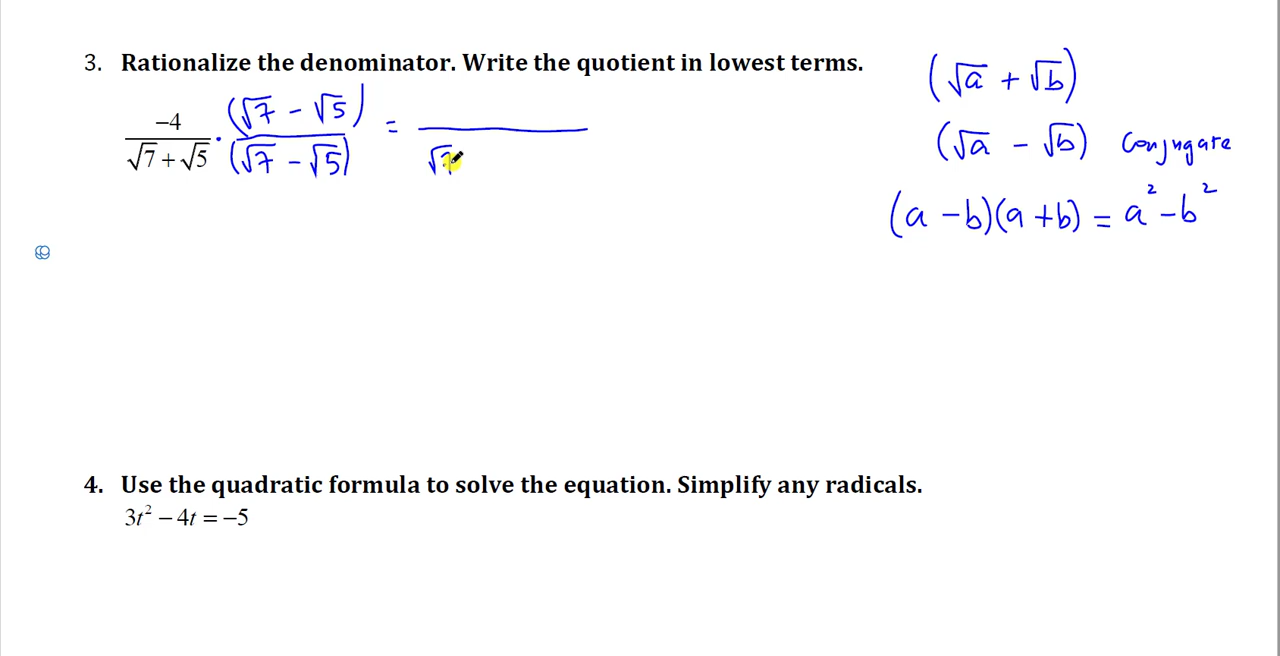 3. Rationalize the denominator. Write the quotient in lowest terms.
-4/(√7 + √5) · (√7 - √5)/(√7 - √5) = /√7
(√a + √b)
(√a - √b) Conjugate
(a - b)(a + b) = a² - b²
4. Use the quadratic formula to solve the equation. Simplify any radicals.
3t² - 4t = -5